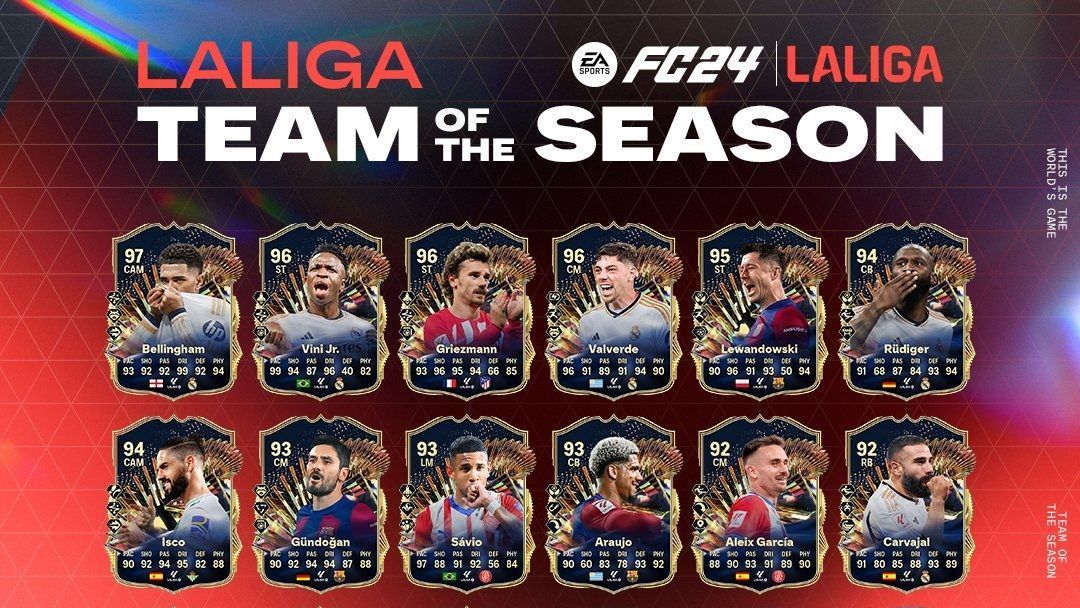 LALIGA
EA SPORTS FC24 | LALIGA
TEAM OF THE SEASON
THIS IS THE WORLD'S GAME
97 CAM
Bellingham
PAC SHO PAS DRI DEF PHY
93 92 92 99 92 94
96 ST
Vini Jr.
PAC SHO PAS DRI DEF PHY
99 94 87 96 40 82
96 ST
Griezmann
PAC SHO PAS DRI DEF PHY
93 96 95 94 66 85
96 CM
Valverde
PAC SHO PAS DRI DEF PHY
96 91 89 91 90 94
95 ST
Lewandowski
PAC SHO PAS DRI DEF PHY
90 96 91 93 50 94
94 CB
Rüdiger
PAC SHO PAS DRI DEF PHY
91 68 87 84 93 94
94 CAM
Isco
PAC SHO PAS DRI DEF PHY
90 92 94 95 82 88
93 CM
Gündoğan
PAC SHO PAS DRI DEF PHY
90 91 94 94 86 88
93 LM
Sávio
PAC SHO PAS DRI DEF PHY
97 88 92 95 56 84
93 CB
Araujo
PAC SHO PAS DRI DEF PHY
90 60 83 87 93 92
92 CM
Aleix García
PAC SHO PAS DRI DEF PHY
90 88 95 90 87 89
92 RB
Carvajal
PAC SHO PAS DRI DEF PHY
91 80 90 88 93 89
TEAM OF THE SEASON